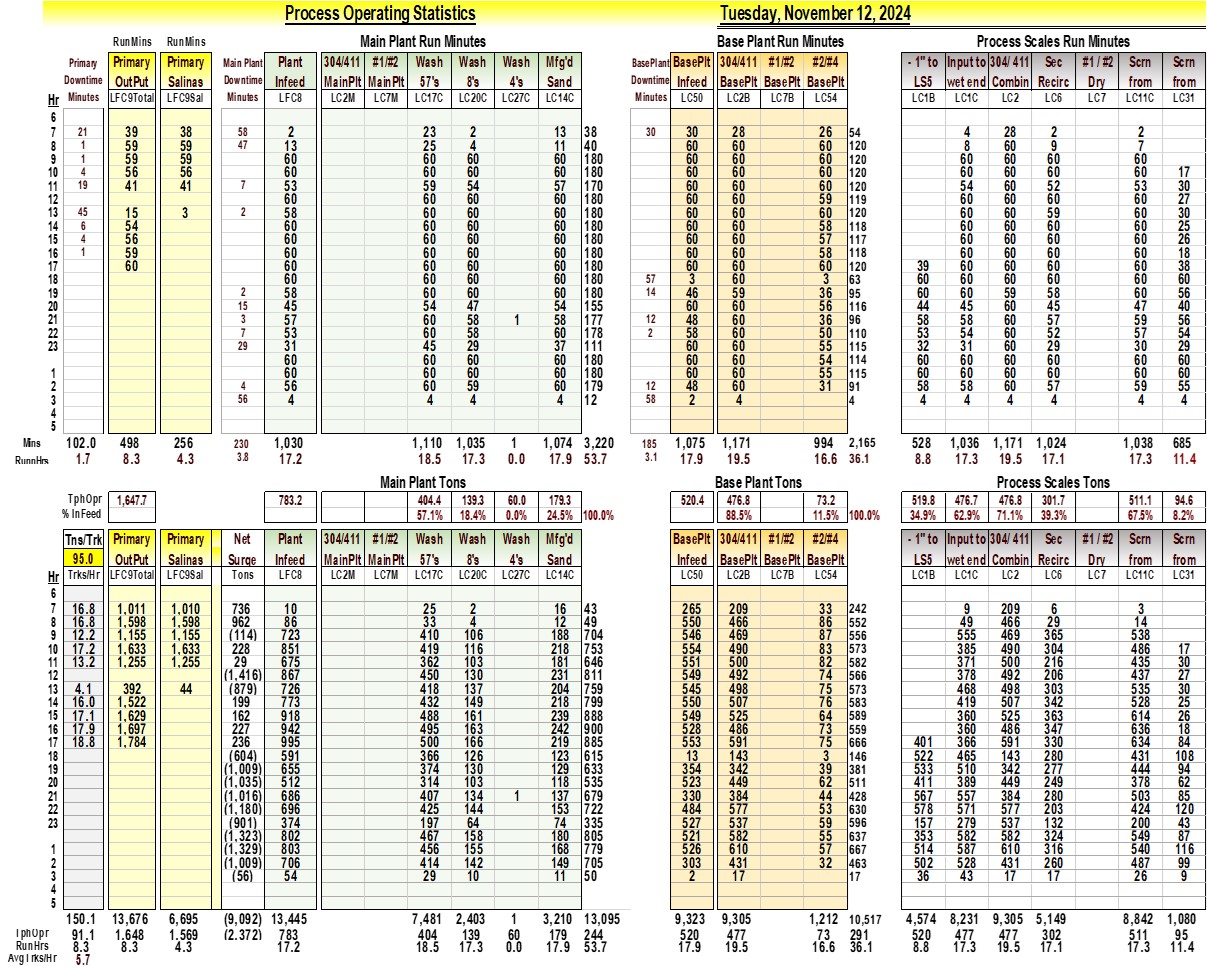 Process Operating Statistics Tuesday, November 12, 2024
RunMins RunMins Main Plant Run Minutes Base Plant Run Minutes Process Scales Run Minutes
Primary Primary Primary Main Plant Plant 304/411 #1/#2 Wash Wash Wash Mfg'd BasePlant BasePlt 304/411 #1/#2 #2/#4 - 1" to Input to 304/ 411 Sec #1 / #2 Scrn Scrn
Downtime OutPut Salinas Downtime Infeed MainPlt MainPlt 57's 8's 4's Sand Downtime Infeed BasePlt BasePlt BasePlt LS5 wet end Combin Recirc Dry from from
Hr Minutes LFC9Total LFC9Sal Minutes LFC8 LC2M LC7M LC17C LC20C LC27C LC14C Minutes LC50 LC2B LC7B LC54 LC1B LC1C LC2 LC6 LC7 LC11C LC31
6
7 21 39 38 58 2 23 2 13 38 30 30 28 26 54 4 28 2 2
8 1 59 59 47 13 25 4 11 40 60 60 60 120 8 60 9 7
9 1 59 59 60 60 60 60 180 60 60 60 120 60 60 60 60
10 4 56 56 60 60 60 60 180 60 60 60 120 60 60 60 60 17
11 19 41 41 7 53 59 54 57 170 60 60 60 120 54 60 52 53 30
12 60 60 60 60 180 60 60 59 119 60 60 60 60 27
13 45 15 3 2 58 60 60 60 180 60 60 60 120 60 60 59 60 30
14 6 54 60 60 60 60 180 60 60 58 118 60 60 60 60 25
15 4 56 60 60 60 60 180 60 60 57 117 60 60 60 60 26
16 1 59 60 60 60 60 180 60 60 58 118 60 60 60 60 18
17 60 60 60 60 60 180 60 60 60 120 39 60 60 60 60 38
18 60 60 60 60 180 57 3 60 3 63 60 60 60 60 60 60
19 2 58 60 60 60 180 14 46 59 36 95 60 60 59 58 60 56
20 15 45 54 47 54 155 60 60 56 116 44 45 60 45 47 40
21 3 57 60 58 1 58 177 12 48 60 36 96 58 58 60 57 59 56
22 7 53 60 58 60 178 2 58 60 50 110 53 54 60 52 57 54
23 29 31 45 29 37 111 60 60 55 115 32 31 60 29 30 29
60 60 60 60 180 60 60 54 114 60 60 60 60 60 60
1 60 60 60 60 180 60 60 55 115 60 60 60 60 60 60
2 4 56 60 59 60 179 12 48 60 31 91 58 58 60 57 59 55
3 56 4 4 4 4 12 58 2 4 4 4 4 4 4 4 4
4
5
Mins 102.0 498 256 230 1,030 1,110 1,035 1 1,074 3,220 185 1,075 1,171 994 2,165 528 1,036 1,171 1,024 1,038 685
RunnHrs 1.7 8.3 4.3 3.8 17.2 18.5 17.3 0.0 17.9 53.7 3.1 17.9 19.5 16.6 36.1 8.8 17.3 19.5 17.1 17.3 11.4
Main Plant Tons Base Plant Tons Process Scales Tons
TphOpr 1,647.7 783.2 404.4 139.3 60.0 179.3 520.4 476.8 73.2 519.8 476.7 476.8 301.7 511.1 94.6
% InFeed 57.1% 18.4% 0.0% 24.5% 100.0% 88.5% 11.5% 100.0% 34.9% 62.9% 71.1% 39.3% 67.5% 8.2%
Tns/Trk Primary Primary Net Plant 304/411 #1/#2 Wash Wash Wash Mfg'd BasePlt 304/411 #1/#2 #2/#4 - 1" to Input to 304/ 411 Sec #1 / #2 Scrn Scrn
95.0 OutPut Salinas Surge Infeed MainPlt MainPlt 57's 8's 4's Sand Infeed BasePlt BasePlt BasePlt LS5 wet end Combin Recirc Dry from from
Hr Trks/Hr LFC9Total LFC9Sal Tons LFC8 LC2M LC7M LC17C LC20C LC27C LC14C LC50 LC2B LC7B LC54 LC1B LC1C LC2 LC6 LC7 LC11C LC31
6
7 16.8 1,011 1,010 736 10 25 2 16 43 265 209 33 242 9 209 6 3
8 16.8 1,598 1,598 962 86 33 4 12 49 550 466 86 552 49 466 29 14
9 12.2 1,155 1,155 (114) 723 410 106 188 704 546 469 87 556 555 469 365 538
10 17.2 1,633 1,633 228 851 419 116 218 753 554 490 83 573 385 490 304 486 17
11 13.2 1,255 1,255 29 675 362 103 181 646 551 500 82 582 371 500 216 435 30
12 (1,416) 867 450 130 231 811 549 492 74 566 378 492 206 437 27
13 4.1 392 44 (879) 726 418 137 204 759 545 498 75 573 468 498 303 535 30
14 16.0 1,522 199 773 432 149 218 799 550 507 76 583 419 507 342 528 25
15 17.1 1,629 162 918 488 161 239 888 549 525 64 589 360 525 363 614 26
16 17.9 1,697 227 942 495 163 242 900 528 486 73 559 360 486 347 636 18
17 18.8 1,784 236 995 500 166 219 885 553 591 75 666 401 366 591 330 634 84
18 (604) 591 366 126 123 615 13 143 3 146 522 465 143 280 431 108
19 (1,009) 655 374 130 129 633 354 342 39 381 533 510 342 277 444 94
20 (1,035) 512 314 103 118 535 523 449 62 511 411 389 449 249 378 62
21 (1,016) 686 407 134 1 137 679 330 384 44 428 567 557 384 280 503 85
22 (1,180) 696 425 144 153 722 484 577 53 630 578 571 577 203 424 120
23 (901) 374 197 64 74 335 527 537 59 596 157 279 537 132 200 43
(1,323) 802 467 158 180 805 521 582 55 637 353 582 582 324 549 87
1 (1,329) 803 456 155 168 779 526 610 57 667 514 587 610 316 540 116
2 (1,009) 706 414 142 149 705 303 431 32 463 502 528 431 260 487 99
3 (56) 54 29 10 11 50 2 17 17 36 43 17 17 26 9
4
5
150.1 13,676 6,695 (9,092) 13,445 7,481 2,403 1 3,210 13,095 9,323 9,305 1,212 10,517 4,574 8,231 9,305 5,149 8,842 1,080
TphOpr 91.1 1,648 1,569 (2,372) 783 404 139 60 179 244 520 477 73 291 520 477 477 302 511 95
RunHrs 8.3 8.3 4.3 17.2 18.5 17.3 0.0 17.9 53.7 17.9 19.5 16.6 36.1 8.8 17.3 19.5 17.1 17.3 11.4
AvgTrks/Hr 5.7